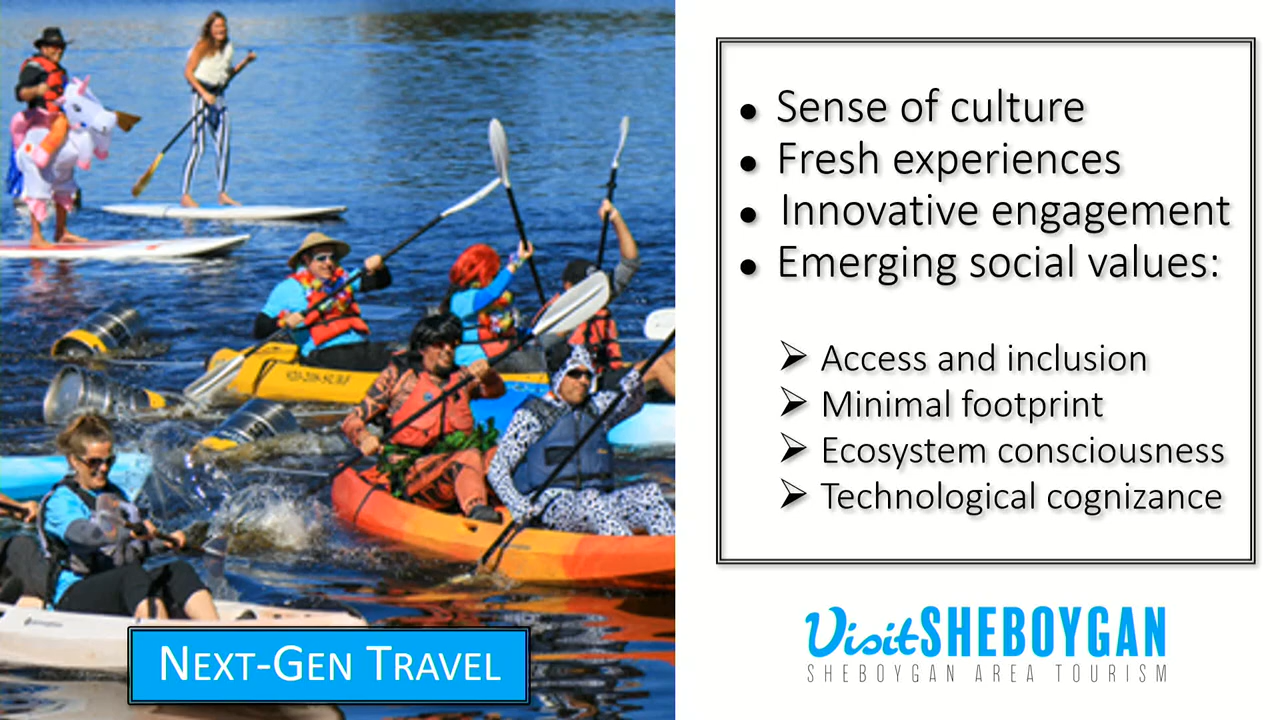 • Sense of culture
• Fresh experiences
• Innovative engagement
• Emerging social values:
➢ Access and inclusion
➢ Minimal footprint
➢ Ecosystem consciousness
➢ Technological cognizance
NEXT-GEN TRAVEL
VisitSHEBOYGAN
SHEBOYGAN AREA TOURISM